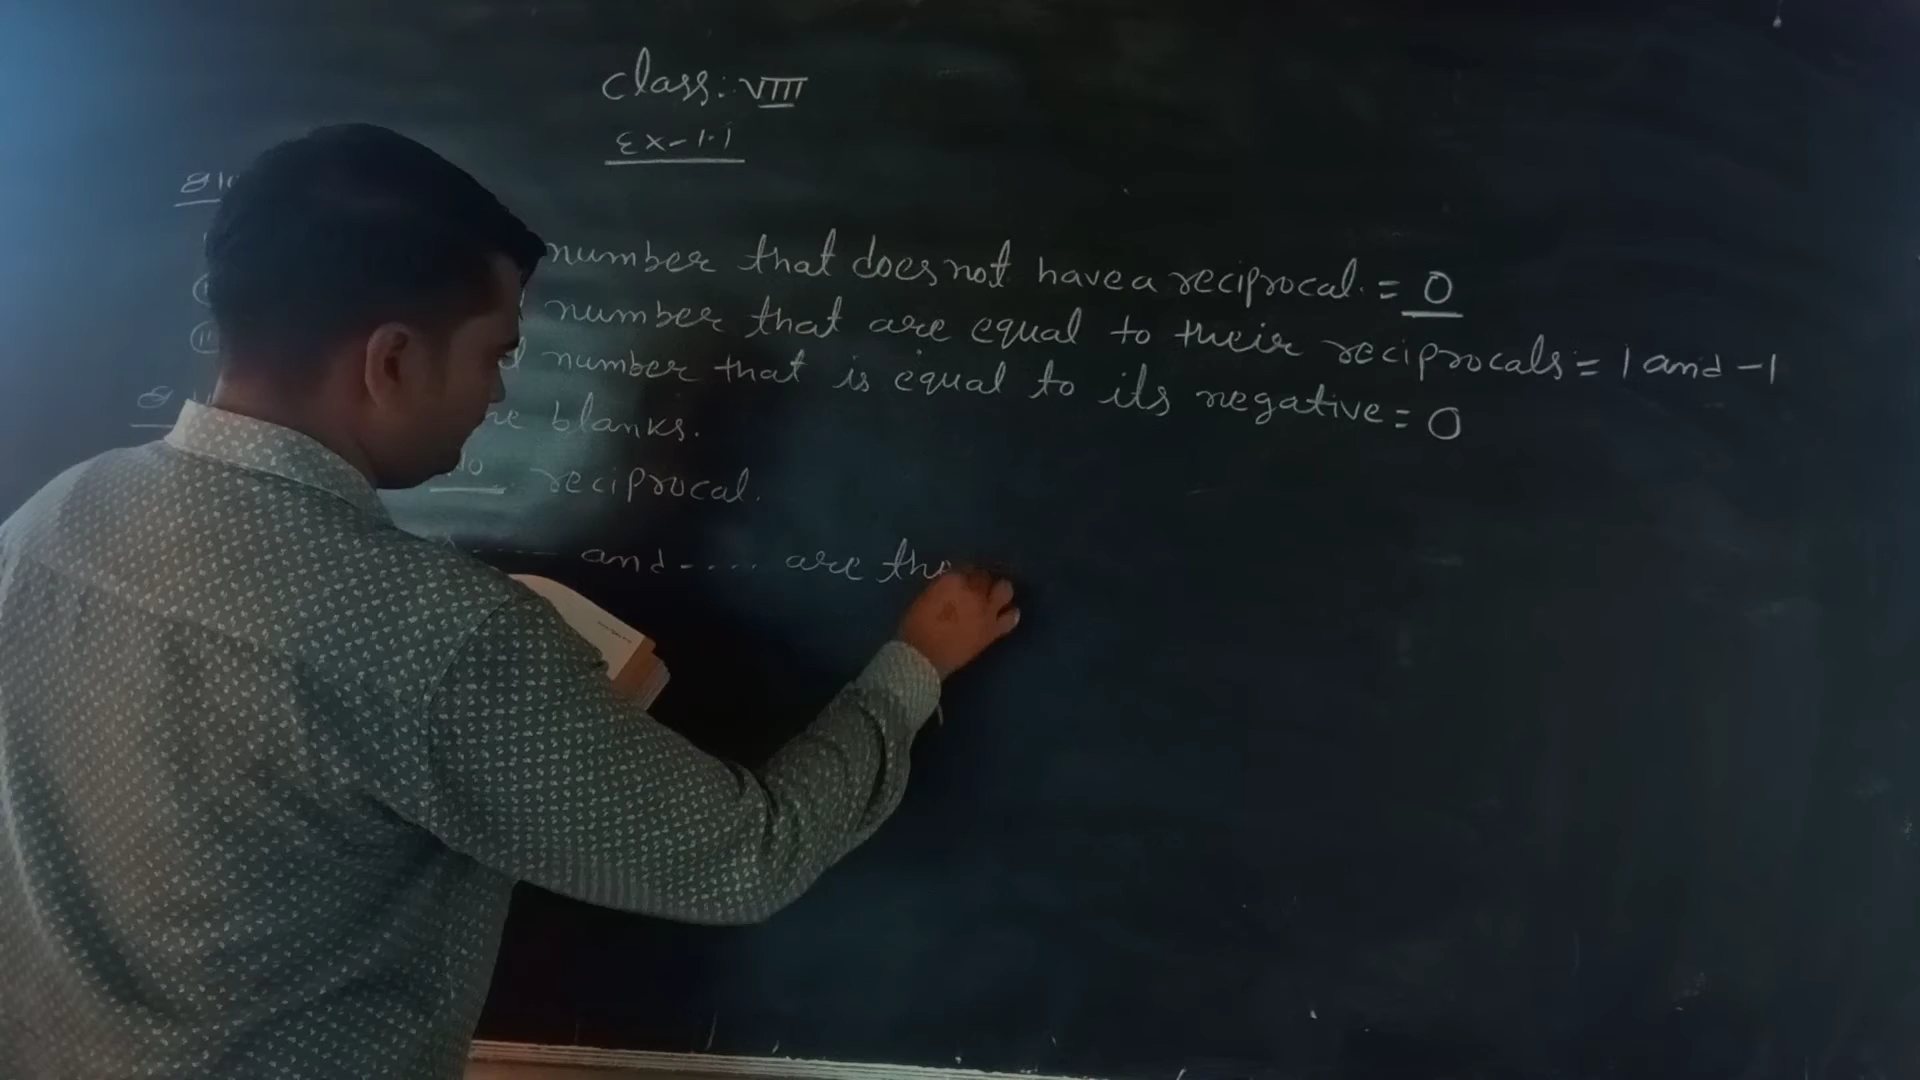 class: VIII
Ex-1.1
number that does not have a reciprocal. = 0
number that are equal to their reciprocals = 1 and -1
number that is equal to its negative = 0
blanks.
No reciprocal.
and .... are the